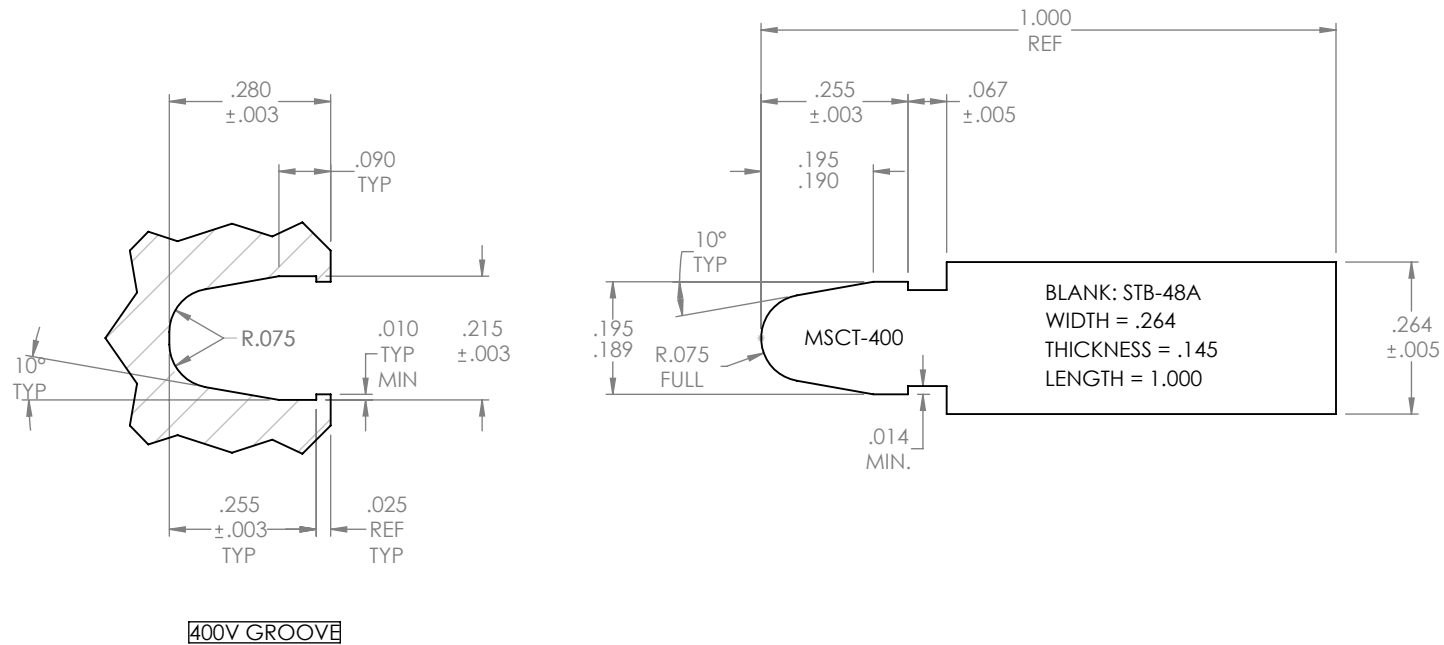 1.000
REF
.280
±.003
.255
±.003
.067
±.005
.090
TYP
.195
.190
10°
TYP
BLANK: STB-48A
WIDTH = .264
THICKNESS = .145
LENGTH = 1.000
R.075
.010
TYP
MIN
.215
±.003
.195
.189
R.075
FULL
MSCT-400
.264
±.005
10°
TYP
.014
MIN.
.255
±.003
TYP
.025
REF
TYP
400V GROOVE